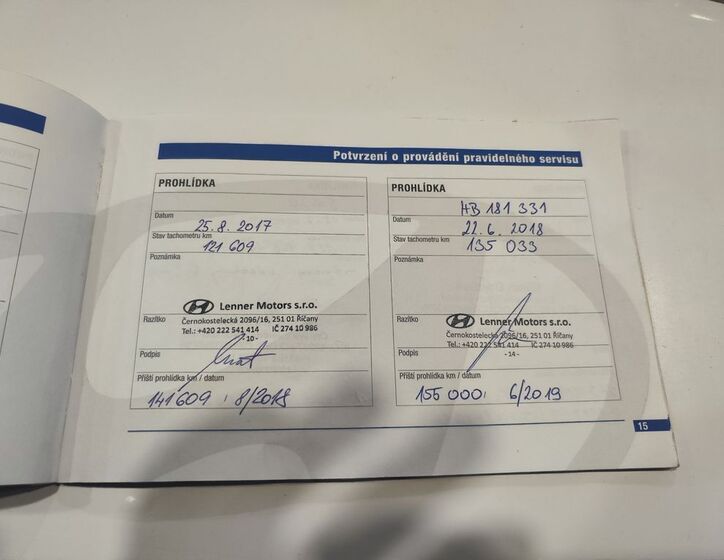 Potvrzení o provádění pravidelného servisu
PROHLÍDKA
Datum
25.8. 2017
Stav tachometru km
121 609
Poznámka
Lenner Motors s.r.o.
Razítko
Černokostelecká 2096/16, 251 01 Říčany
Tel.: +420 222 541 414 IČ 274 10 986
- 10 -
Podpis
Příští prohlídka km / datum
141 609 , 8/2018
PROHLÍDKA
HB 181 331
Datum
22.6. 2018
Stav tachometru km
135 033
Poznámka
Lenner Motors s.r.o.
Razítko
Černokostelecká 2096/16, 251 01 Říčany
Tel.: +420 222 541 414 IČ 274 10 986
- 14 -
Podpis
Příští prohlídka km / datum
155 000, 6/2019
15